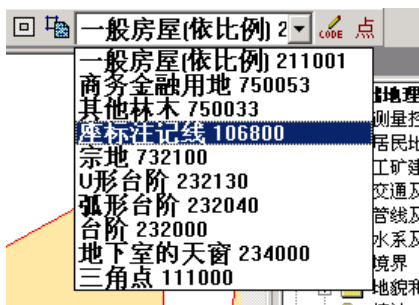 一般房屋(依比例) 2
CODE 点
一般房屋(依比例) 211001
商务金融用地 750053
其他林木 750033
座标注记线 106800
宗地 732100
U形台阶 232130
弧形台阶 232040
台阶 232000
地下室的天窗 234000
三角点 111000
础地理
测量控
居民地
工矿建
交通及
管线及
水系及
境界
地貌和